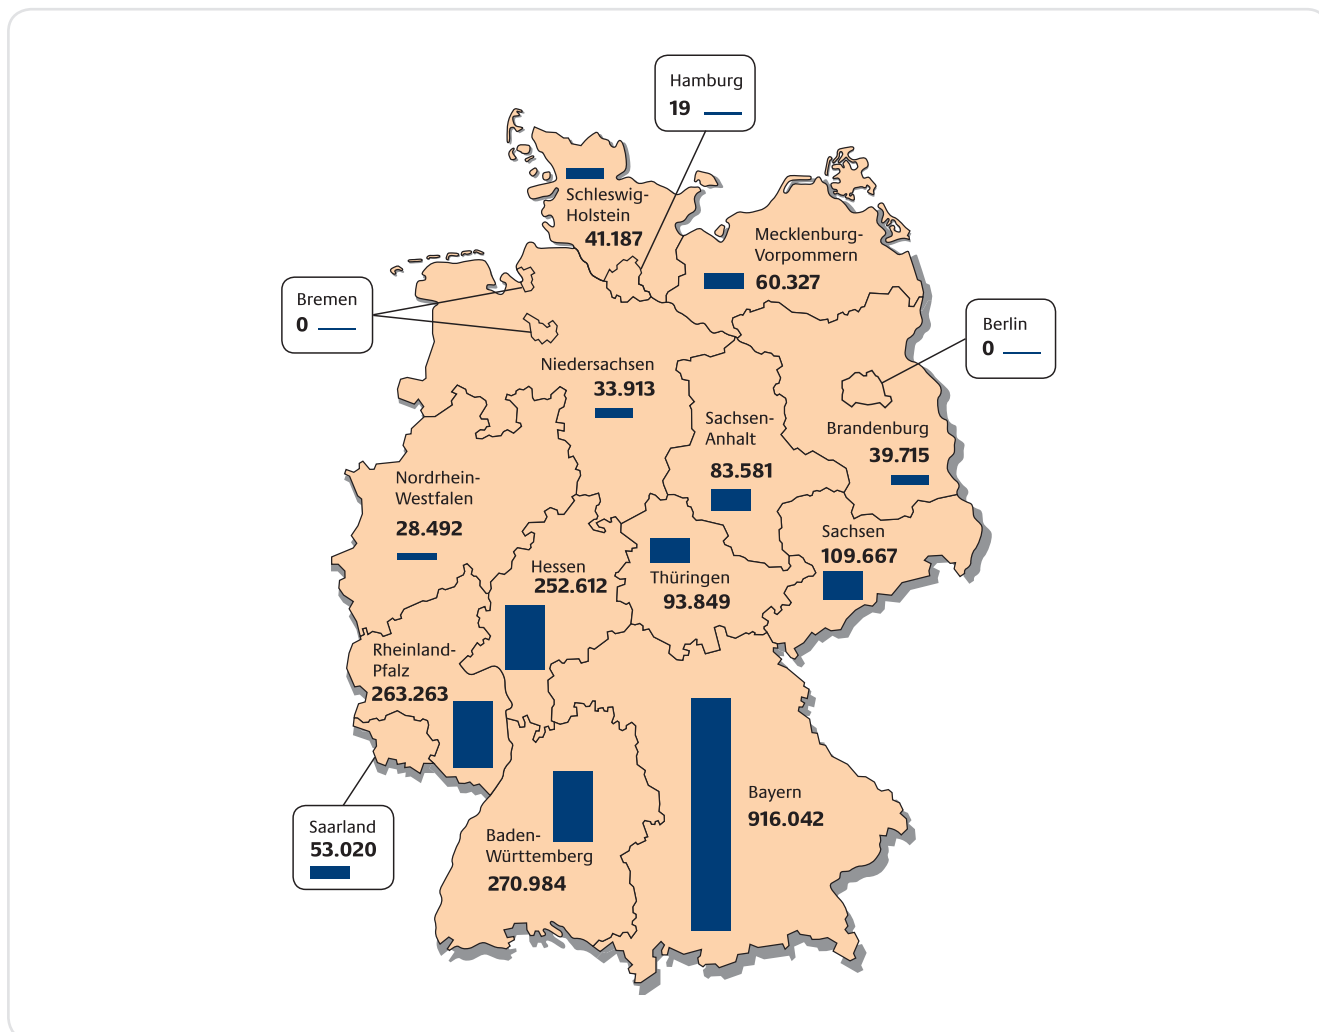 Hamburg
19
Schleswig-
Holstein
41.187
Mecklenburg-
Vorpommern
60.327
Bremen
0
Berlin
0
Niedersachsen
33.913
Sachsen-
Anhalt
83.581
Brandenburg
39.715
Nordrhein-
Westfalen
28.492
Sachsen
109.667
Hessen
252.612
Thüringen
93.849
Rheinland-
Pfalz
263.263
Bayern
916.042
Saarland
53.020
Baden-
Württemberg
270.984